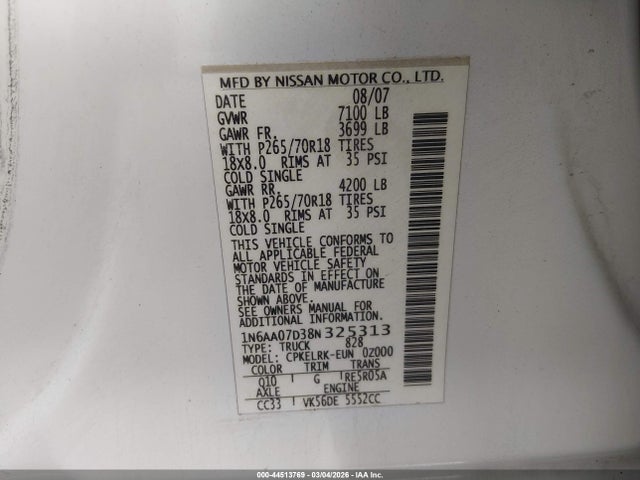 MFD BY NISSAN MOTOR CO., LTD.
DATE 08/07
GVWR 7100 LB
GAWR FR. 3699 LB
WITH P265/70R18 TIRES
18X8.0 RIMS AT 35 PSI
COLD SINGLE
GAWR RR. 4200 LB
WITH P265/70R18 TIRES
18X8.0 RIMS AT 35 PSI
COLD SINGLE
THIS VEHICLE CONFORMS TO
ALL APPLICABLE FEDERAL
MOTOR VEHICLE SAFETY
STANDARDS IN EFFECT ON
THE DATE OF MANUFACTURE
SHOWN ABOVE.
SEE OWNERS MANUAL FOR
ADDITIONAL INFORMATION.
1N6AA07D38N325313
TYPE: TRUCK 828
MODEL: CPKELRK-EUN 02000
COLOR TRIM TRANS
Q10 G RE5R05A
AXLE ENGINE
CC33 VK56DE 5552CC
000-44513769 - 03/04/2026 - IAA Inc.